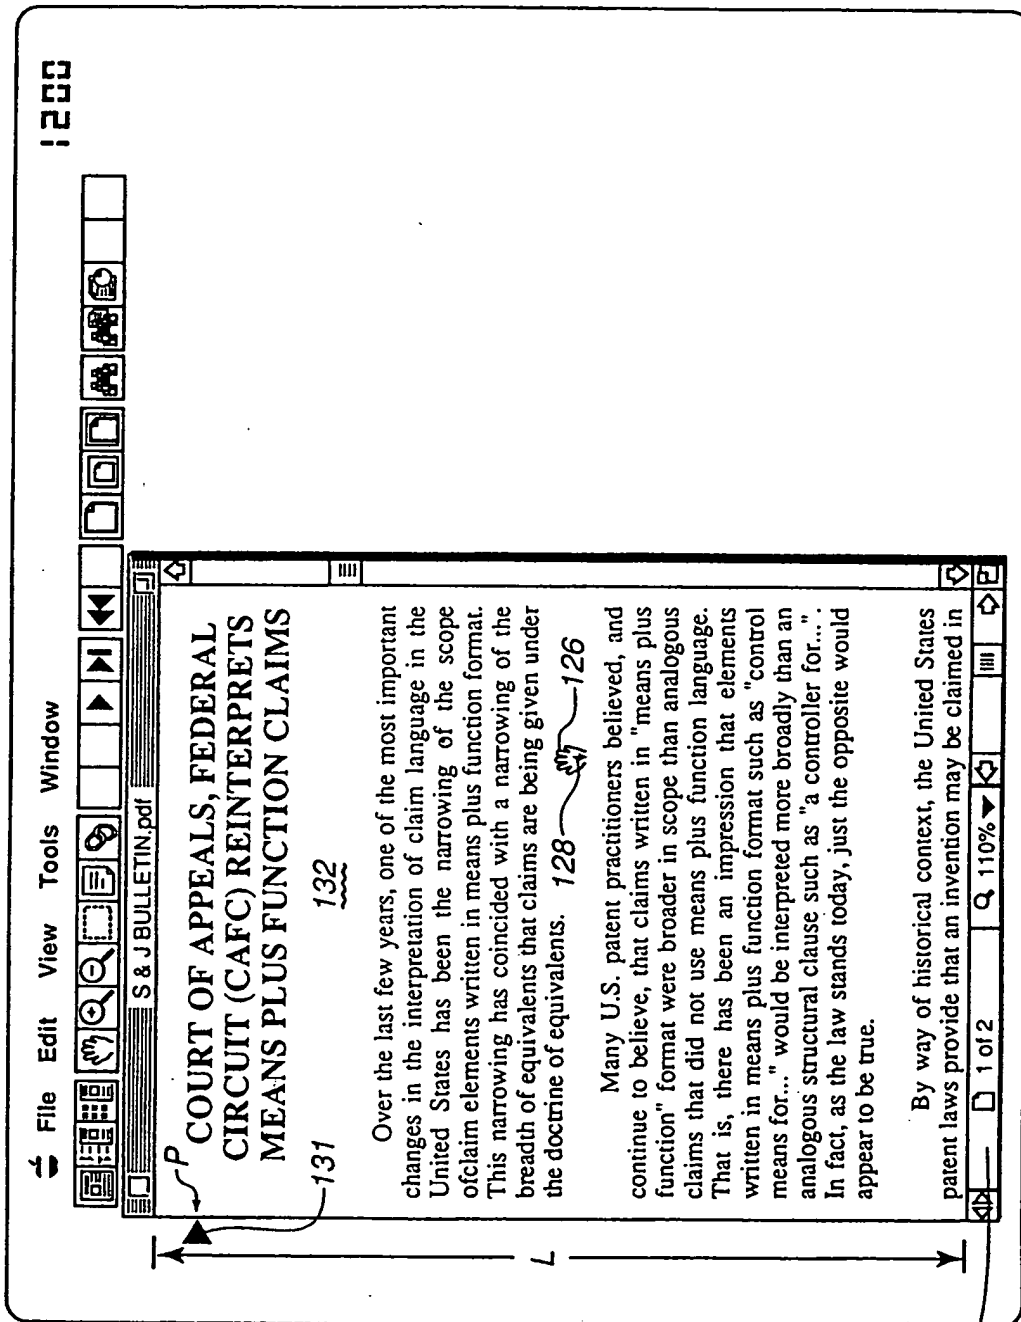 File Edit View Tools Window
1200
S & J BULLETIN.pdf
P
131
COURT OF APPEALS, FEDERAL
CIRCUIT (CAFC) REINTERPRETS
MEANS PLUS FUNCTION CLAIMS
132
Over the last few years, one of the most important
changes in the interpretation of claim language in the
United States has been the narrowing of the scope
ofclaim elements written in means plus function format.
This narrowing has coincided with a narrowing of the
breadth of equivalents that claims are being given under
the doctrine of equivalents.
128
126
Many U.S. patent practitioners believed, and
continue to believe, that claims written in "means plus
function" format were broader in scope than analogous
claims that did not use means plus function language.
That is, there has been an impression that elements
written in means plus function format such as "control
means for..." would be interpreted more broadly than an
analogous structural clause such as "a controller for...".
In fact, as the law stands today, just the opposite would
appear to be true.
By way of historical context, the United States
patent laws provide that an invention may be claimed in
1 of 2
110%
L